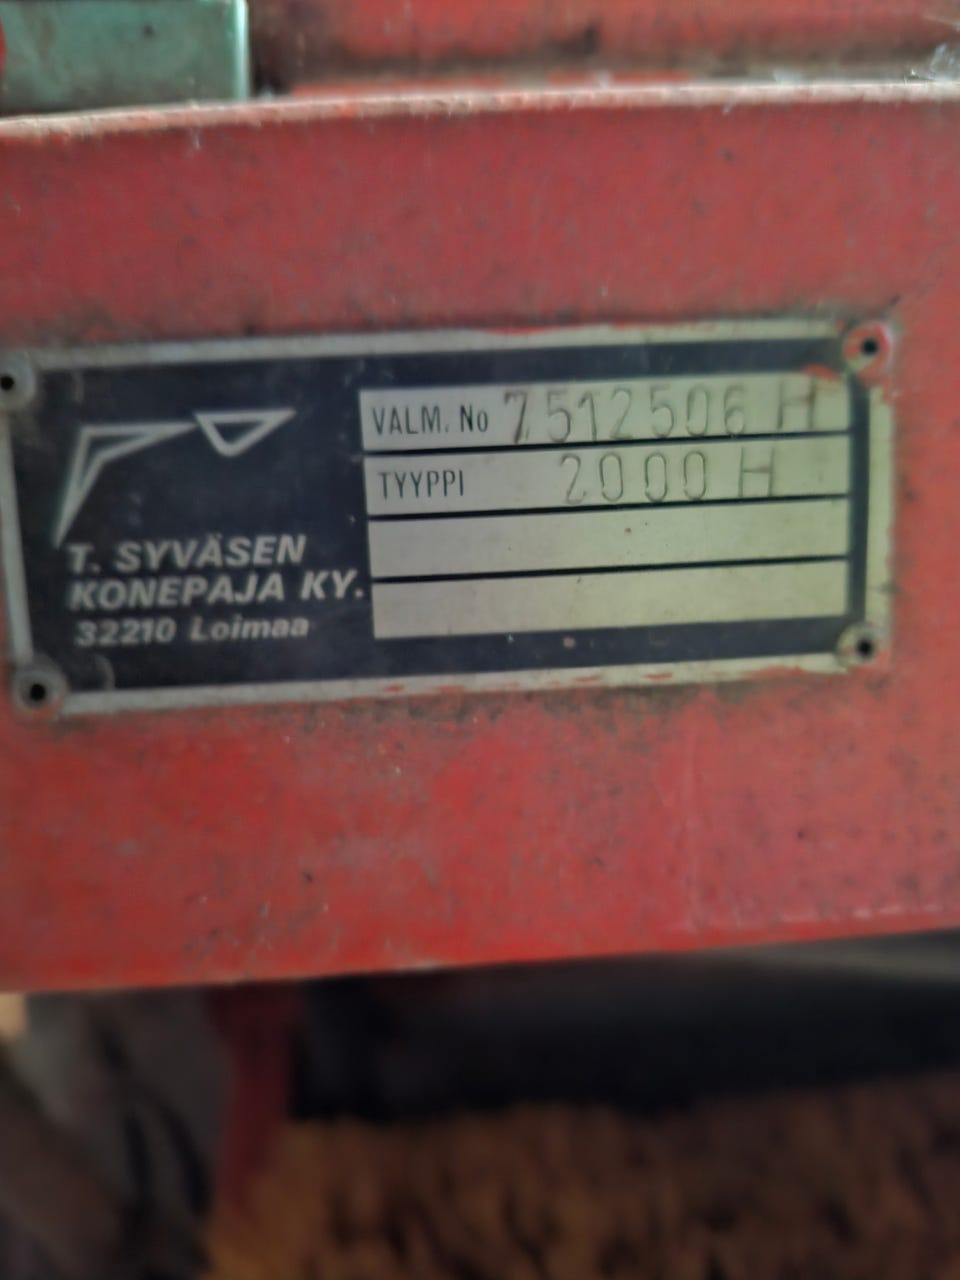 VALM. No 7512506 H
TYYPPI 2000 H
T. SYVÄSEN
KONEPAJA KY.
32210 Loimaa